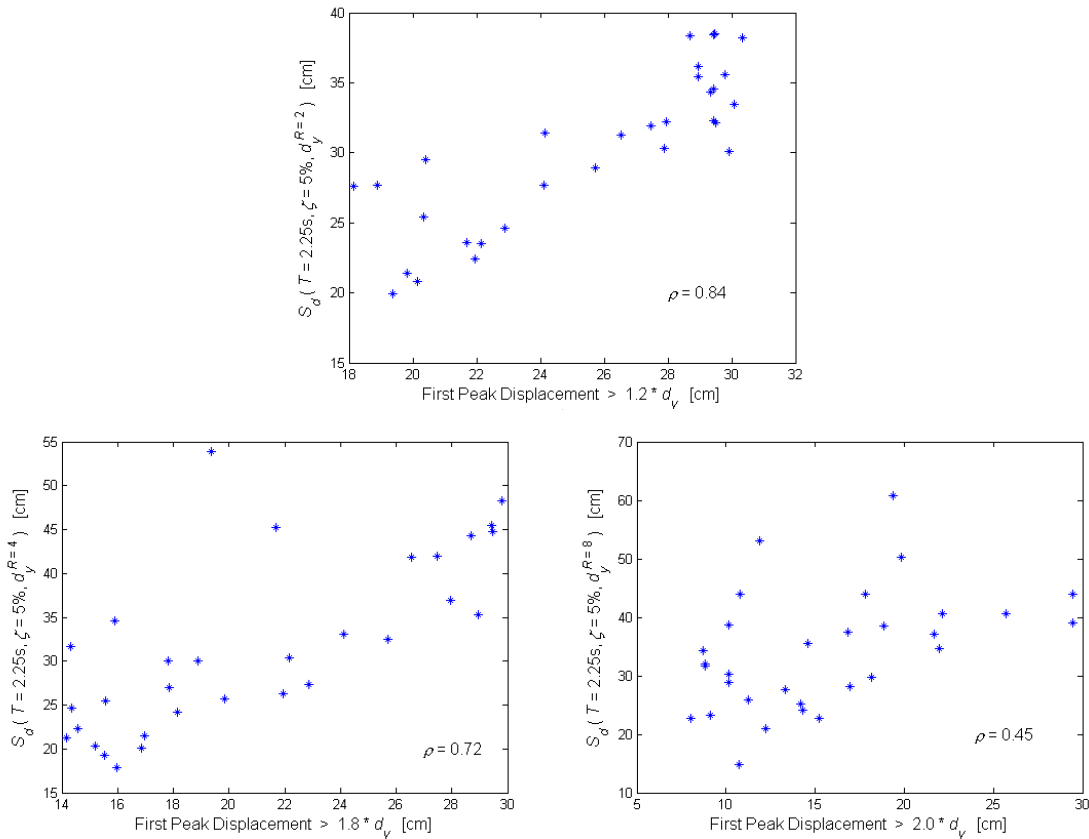 40
35
30
25
20
15
S_d ( T = 2.25s, ζ = 5%, d_y^{R = 2} ) [cm]
ρ = 0.84
18 20 22 24 26 28 30 32
First Peak Displacement > 1.2 * d_y [cm]
55
50
45
40
35
30
25
20
15
S_d ( T = 2.25s, ζ = 5%, d_y^{R = 4} ) [cm]
ρ = 0.72
14 16 18 20 22 24 26 28 30
First Peak Displacement > 1.8 * d_y [cm]
70
60
50
40
30
20
10
S_d ( T = 2.25s, ζ = 5%, d_y^{R = 8} ) [cm]
ρ = 0.45
5 10 15 20 25 30
First Peak Displacement > 2.0 * d_y [cm]